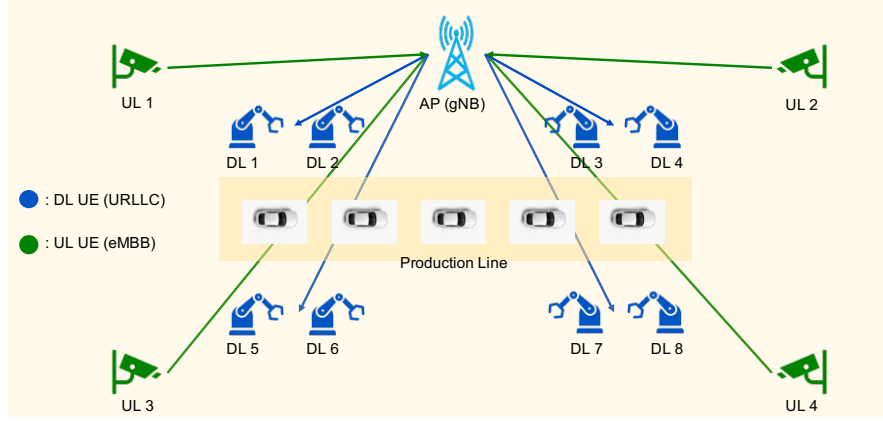 AP (gNB)
UL 1
UL 2
DL 1
DL 2
DL 3
DL 4
: DL UE (URLLC)
: UL UE (eMBB)
Production Line
DL 5
DL 6
DL 7
DL 8
UL 3
UL 4